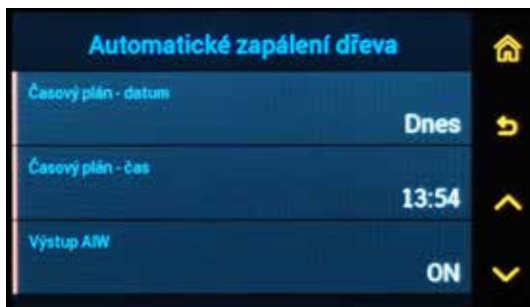 Automatické zapálení dřeva
Časový plán - datum
Dnes
Časový plán - čas
13:54
Výstup AIW
ON